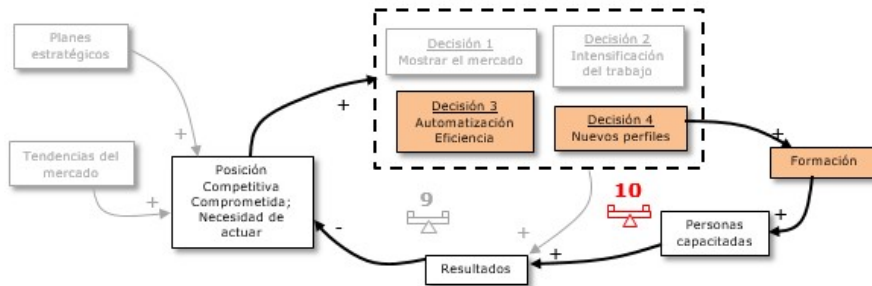 Planes
estratégicos
Decisión 1
Mostrar el mercado
Decisión 2
Intensificación
del trabajo
+
Decisión 3
Automatización
Eficiencia
Decisión 4
Nuevos perfiles
+
+
Tendencias del
mercado
+
Posición
Competitiva
Comprometida;
Necesidad de
actuar
Formación
9
10
+
Personas
capacitadas
-
+
+
Resultados